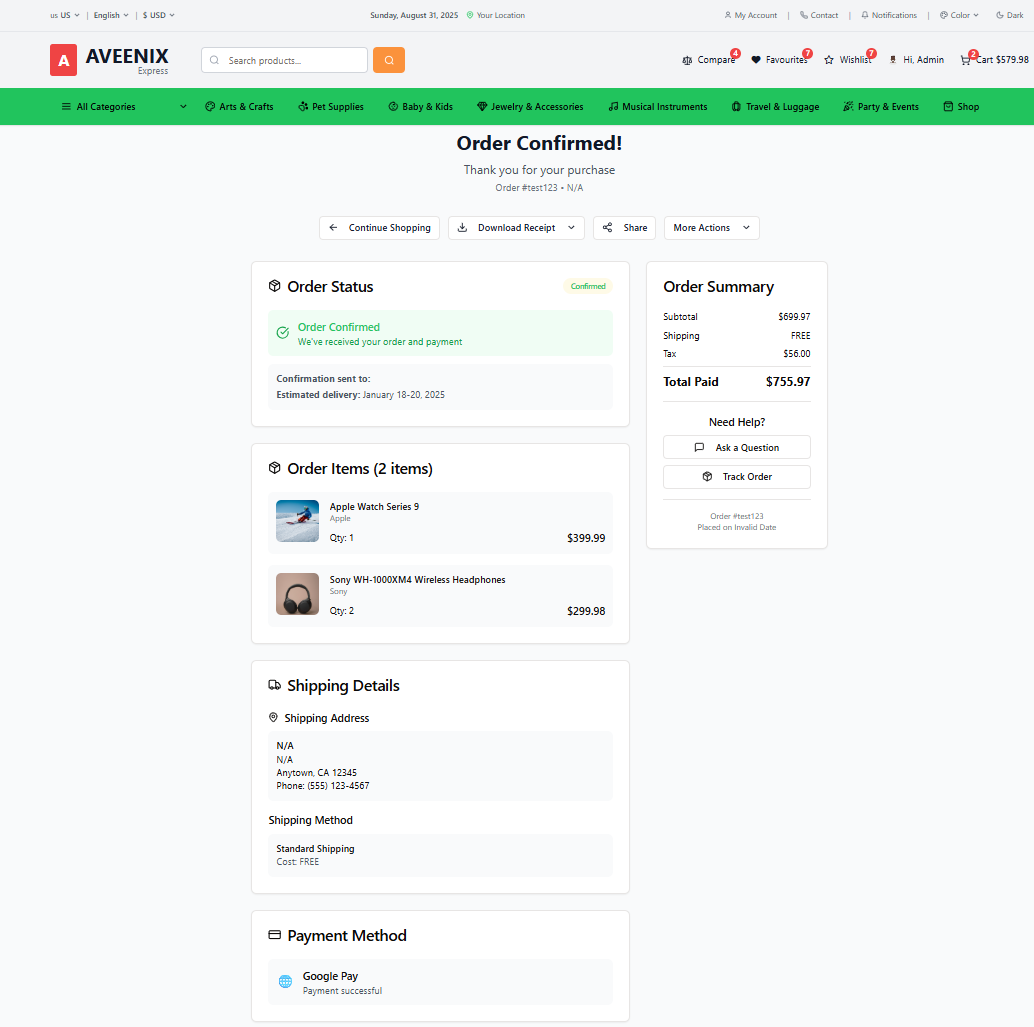 us US | English | $ USD
Sunday, August 31, 2025 Your Location
My Account | Contact | Notifications | Color Dark
A AVEENIX
Express
Search products...
Compare 4 Favourites 7 Wishlist 7 Hi, Admin 2 Cart $579.98
All Categories Arts & Crafts Pet Supplies Baby & Kids Jewelry & Accessories Musical Instruments Travel & Luggage Party & Events Shop
Order Confirmed!
Thank you for your purchase
Order #test123 • N/A
Continue Shopping Download Receipt Share More Actions
Order Status Confirmed
Order Confirmed
We've received your order and payment
Confirmation sent to:
Estimated delivery: January 18-20, 2025
Order Items (2 items)
Apple Watch Series 9
Apple
Qty: 1 $399.99
Sony WH-1000XM4 Wireless Headphones
Sony
Qty: 2 $299.98
Shipping Details
Shipping Address
N/A
N/A
Anytown, CA 12345
Phone: (555) 123-4567
Shipping Method
Standard Shipping
Cost: FREE
Payment Method
Google Pay
Payment successful
Order Summary
Subtotal $699.97
Shipping FREE
Tax $56.00
Total Paid $755.97
Need Help?
Ask a Question
Track Order
Order #test123
Placed on Invalid Date